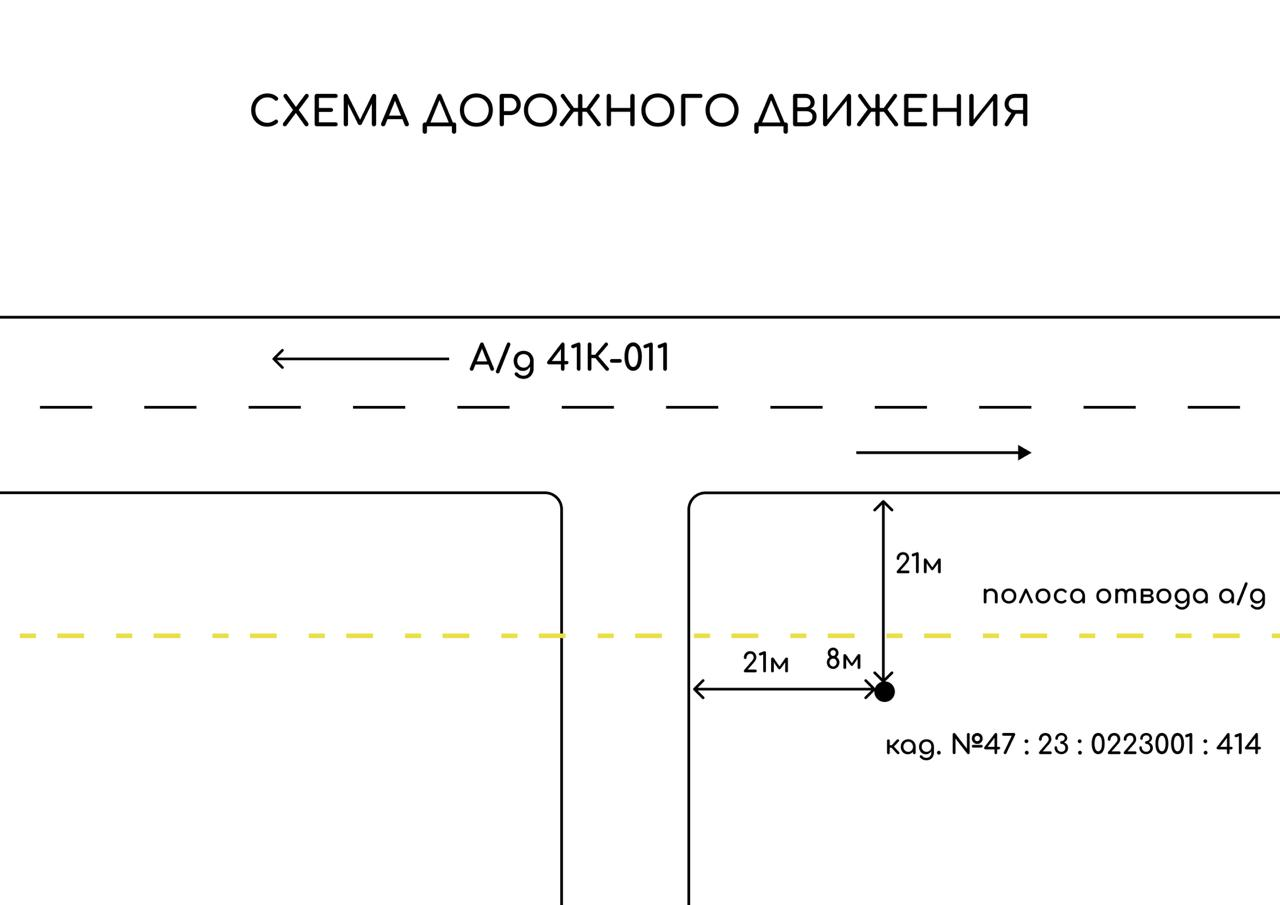 СХЕМА ДОРОЖНОГО ДВИЖЕНИЯ
А/д 41К-011
21м
полоса отвода а/д
21м 8м
кад. №47 : 23 : 0223001 : 414